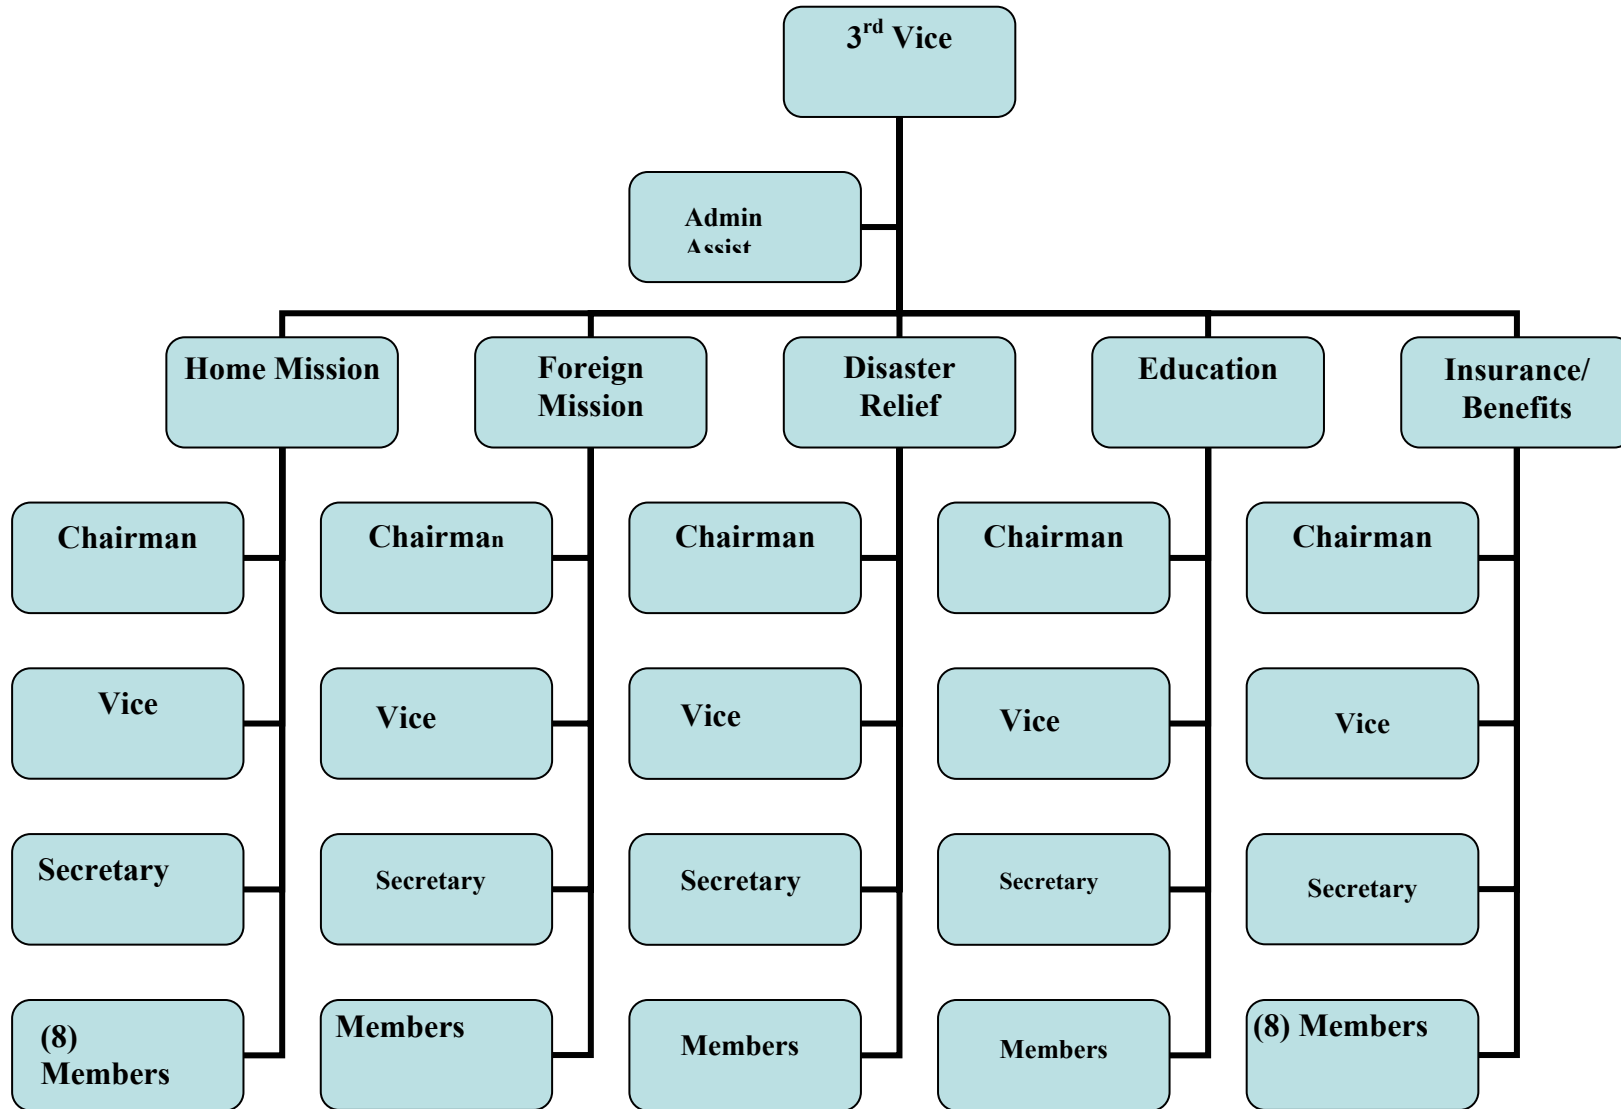 3rd Vice
Admin
Assist
Home Mission
Foreign
Mission
Disaster
Relief
Education
Insurance/
Benefits
Chairman
Chairman
Chairman
Chairman
Chairman
Vice
Vice
Vice
Vice
Vice
Secretary
Secretary
Secretary
Secretary
Secretary
(8)
Members
Members
Members
Members
(8) Members